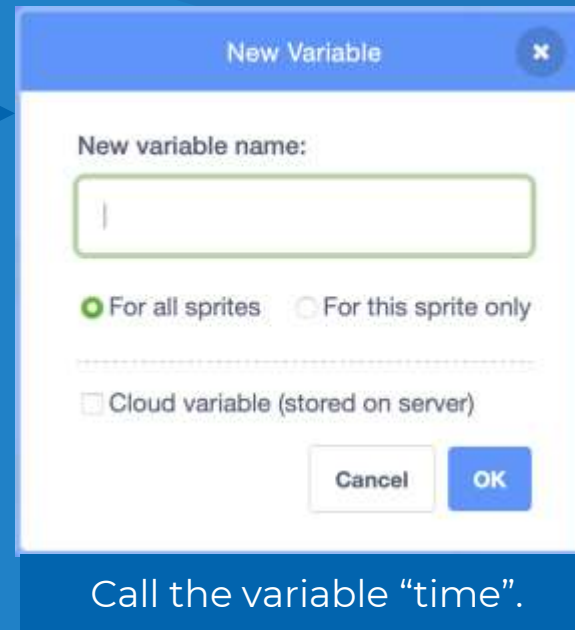 New Variable
New variable name:
For all sprites For this sprite only
Cloud variable (stored on server)
Cancel OK
Call the variable “time”.